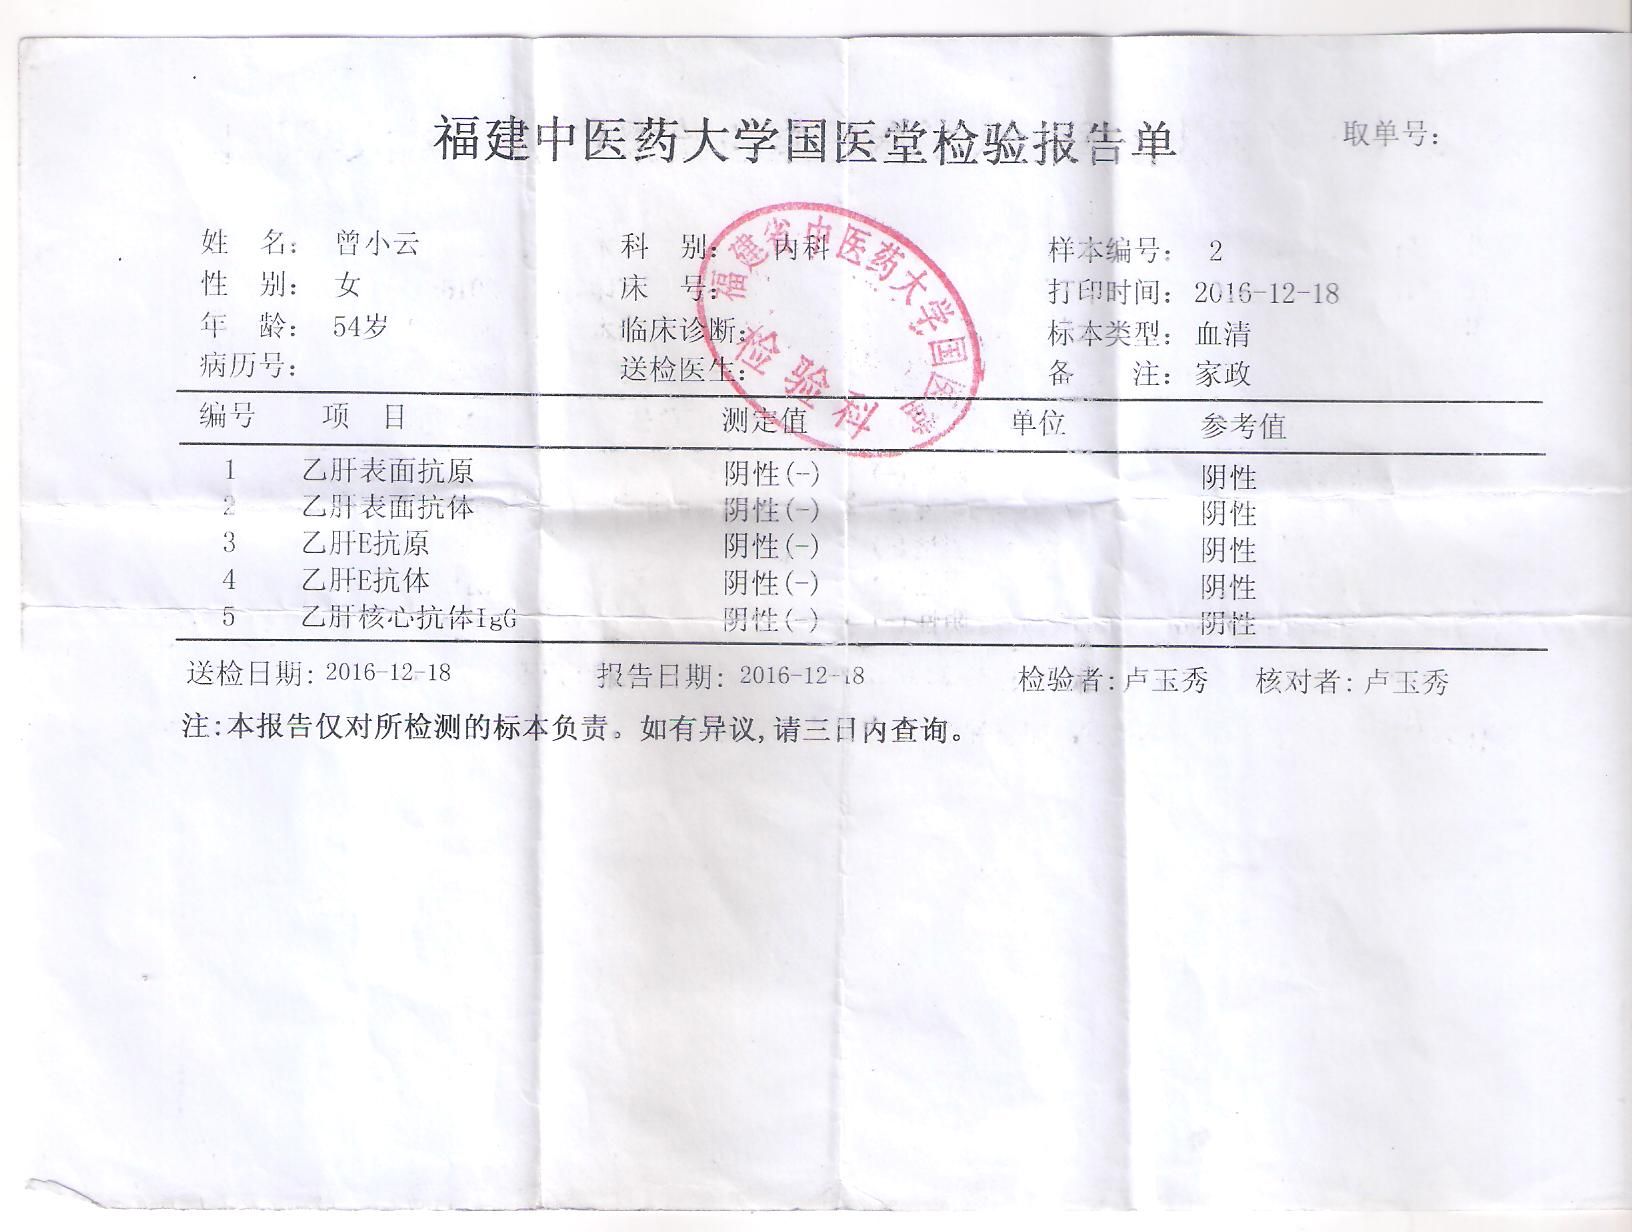 福建中医药大学国医堂检验报告单 取单号：
姓 名： 曾小云 科 别： 内科 样本编号： 2
性 别： 女 床 号： 打印时间： 2016-12-18
年 龄： 54岁 临床诊断： 标本类型： 血清
病历号： 送检医生： 备 注： 家政
福建省中医药大学国医堂
检验科
编号 项 目 测定值 单位 参考值
1 乙肝表面抗原 阴性(-) 阴性
2 乙肝表面抗体 阴性(-) 阴性
3 乙肝E抗原 阴性(-) 阴性
4 乙肝E抗体 阴性(-) 阴性
5 乙肝核心抗体IgG 阴性(-) 阴性
送检日期: 2016-12-18 报告日期: 2016-12-18 检验者:卢玉秀 核对者:卢玉秀
注:本报告仅对所检测的标本负责。如有异议,请三日内查询。